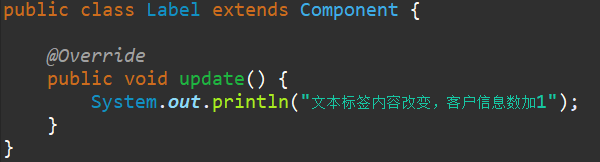 public class Label extends Component {
@Override
public void update() {
System.out.println("文本标签内容改变，客户信息数加1");
}
}